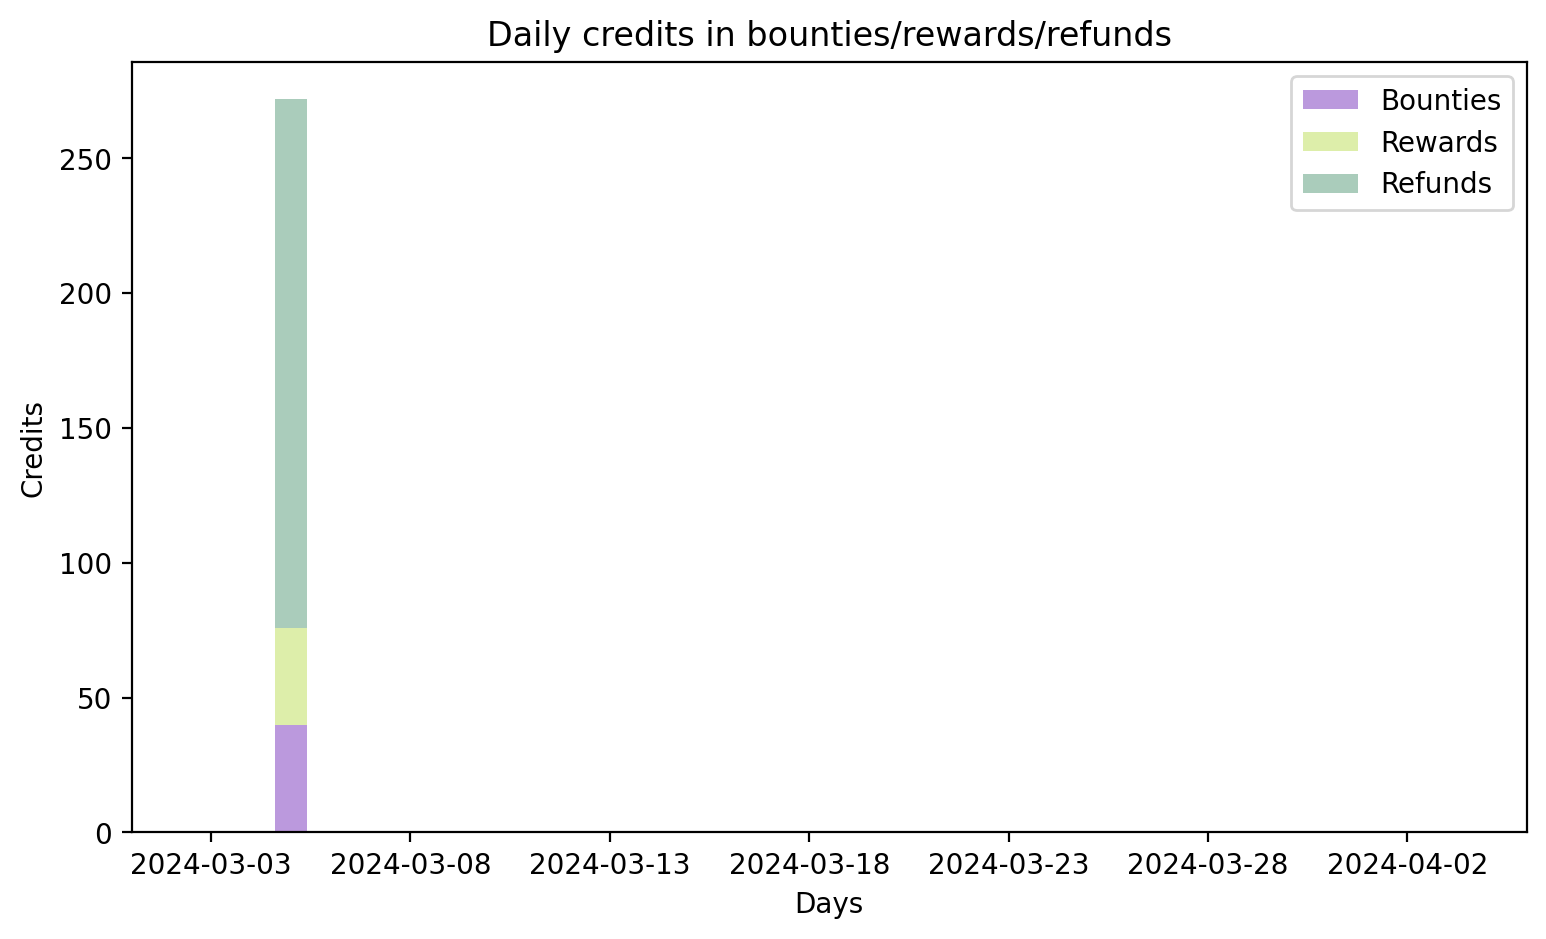 Daily credits in bounties/rewards/refunds
Bounties
Rewards
Refunds
Credits
250
200
150
100
50
0
2024-03-03 2024-03-08 2024-03-13 2024-03-18 2024-03-23 2024-03-28 2024-04-02
Days